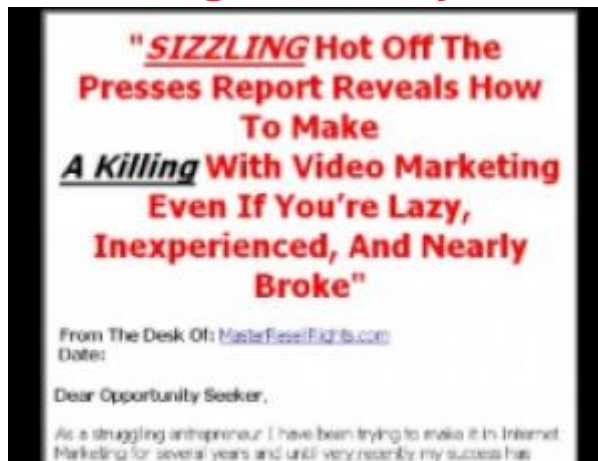 "SIZZLING Hot Off The
Presses Report Reveals How
To Make
A Killing With Video Marketing
Even If You're Lazy,
Inexperienced, And Nearly
Broke"
From The Desk Of: MasterResellRights.com
Date:
Dear Opportunity Seeker,
As a struggling entrepreneur I have been trying to make it in Internet
Marketing for several years and until very recently my success has